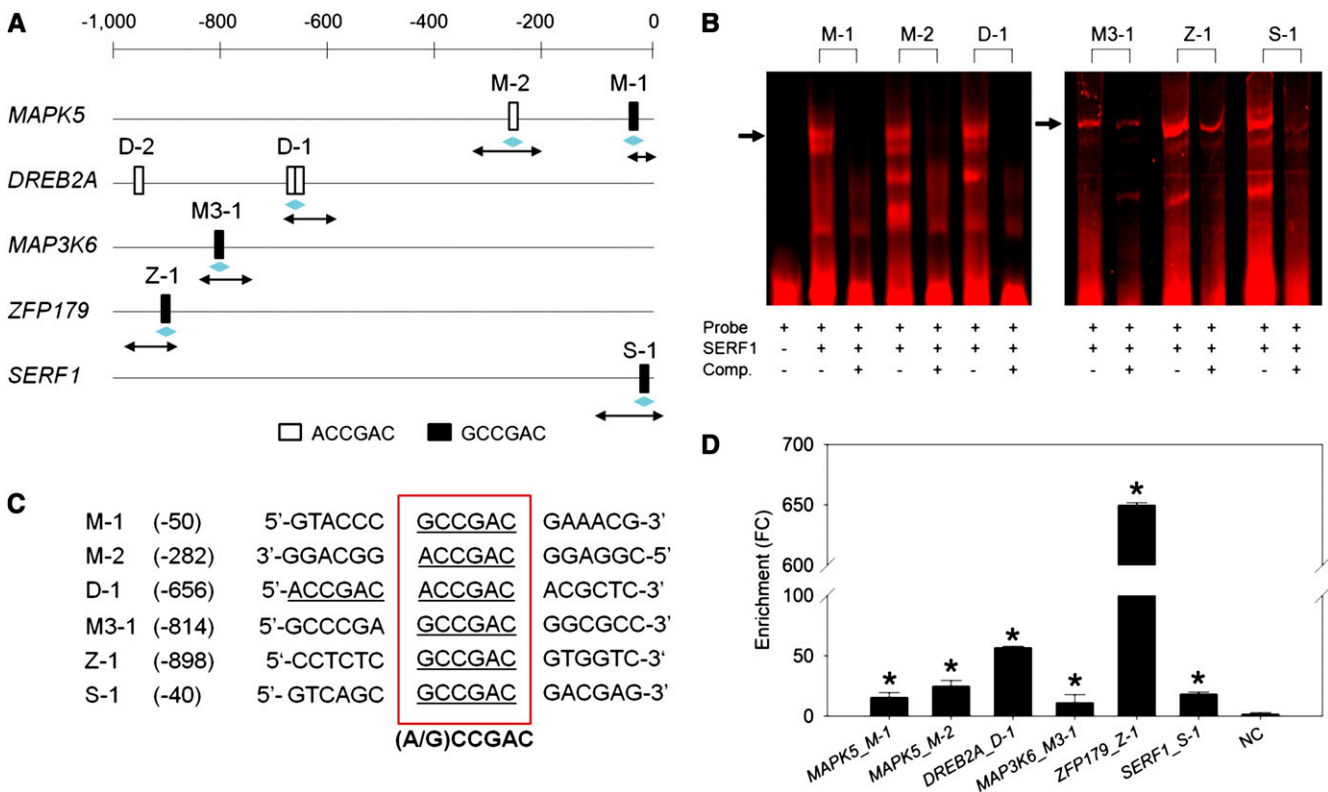 A
-1,000 -800 -600 -400 -200 0
M-2 M-1
MAPK5
D-2 D-1
DREB2A
M3-1
MAP3K6
Z-1
ZFP179
S-1
SERF1
ACCGAC GCCGAC
B
M-1 M-2 D-1 M3-1 Z-1 S-1
Probe + + + + + + + + + + + + +
SERF1 - + + + + + + + + + + + +
Comp. - - + - + - + - + - + - +
C
M-1 (-50) 5'-GTACCC GCCGAC GAAACG-3'
M-2 (-282) 3'-GGACGG ACCGAC GGAGGC-5'
D-1 (-656) 5'-ACCGAC ACCGAC ACGCTC-3'
M3-1 (-814) 5'-GCCCGA GCCGAC GGCGCC-3'
Z-1 (-898) 5'-CCTCTC GCCGAC GTGGTC-3'
S-1 (-40) 5'- GTCAGC GCCGAC GACGAG-3'
(A/G)CCGAC
D
Enrichment (FC)
700
650
600
100
50
0
* * * * * *
MAPK5_M-1 MAPK5_M-2 DREB2A_D-1 MAP3K6_M3-1 ZFP179_Z-1 SERF1_S-1 NC